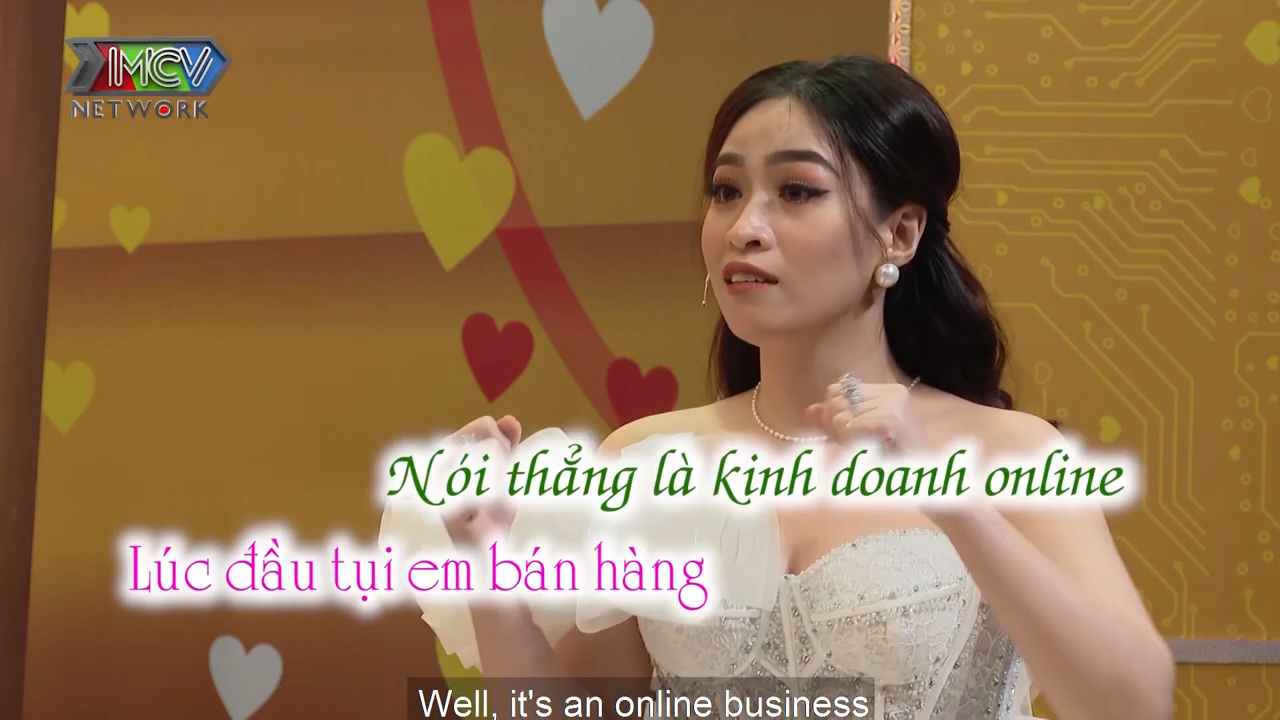 MCV
NETWORK
Nói thẳng là kinh doanh online
Lúc đầu tụi em bán hàng
Well, it's an online business